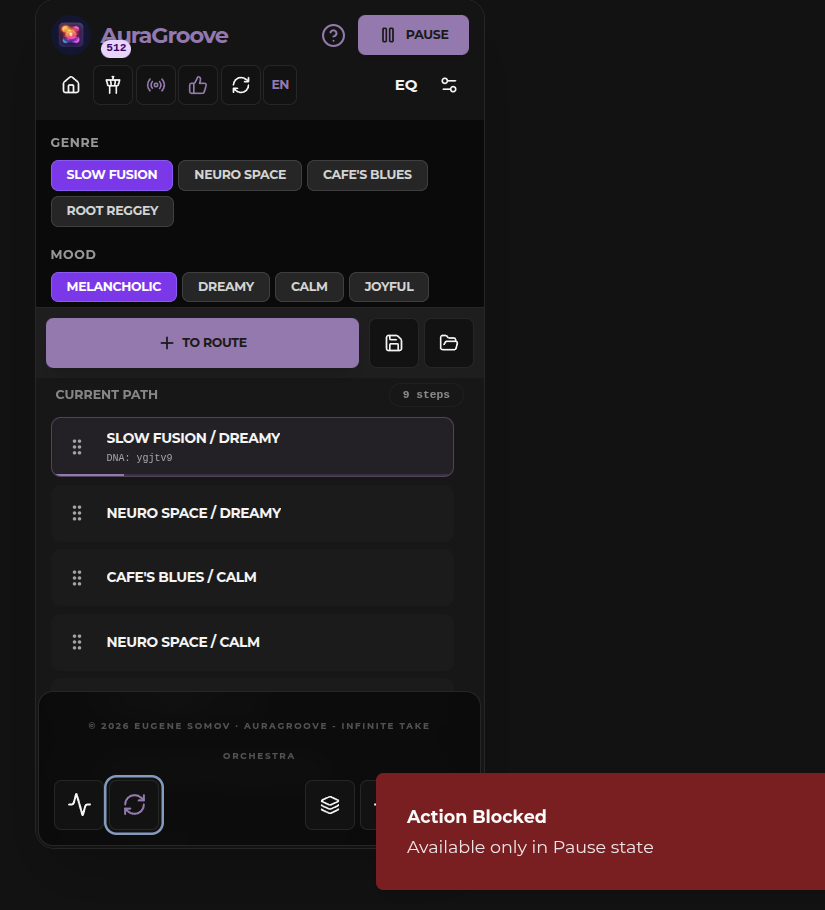 AuraGroove
512
PAUSE
EN
EQ
GENRE
SLOW FUSION
NEURO SPACE
CAFE'S BLUES
ROOT REGGEY
MOOD
MELANCHOLIC
DREAMY
CALM
JOYFUL
TO ROUTE
CURRENT PATH
9 steps
SLOW FUSION / DREAMY
DNA: ygjtv9
NEURO SPACE / DREAMY
CAFE'S BLUES / CALM
NEURO SPACE / CALM
© 2026 EUGENE SOMOV · AURAGROOVE - INFINITE TAKE
ORCHESTRA
Action Blocked
Available only in Pause state